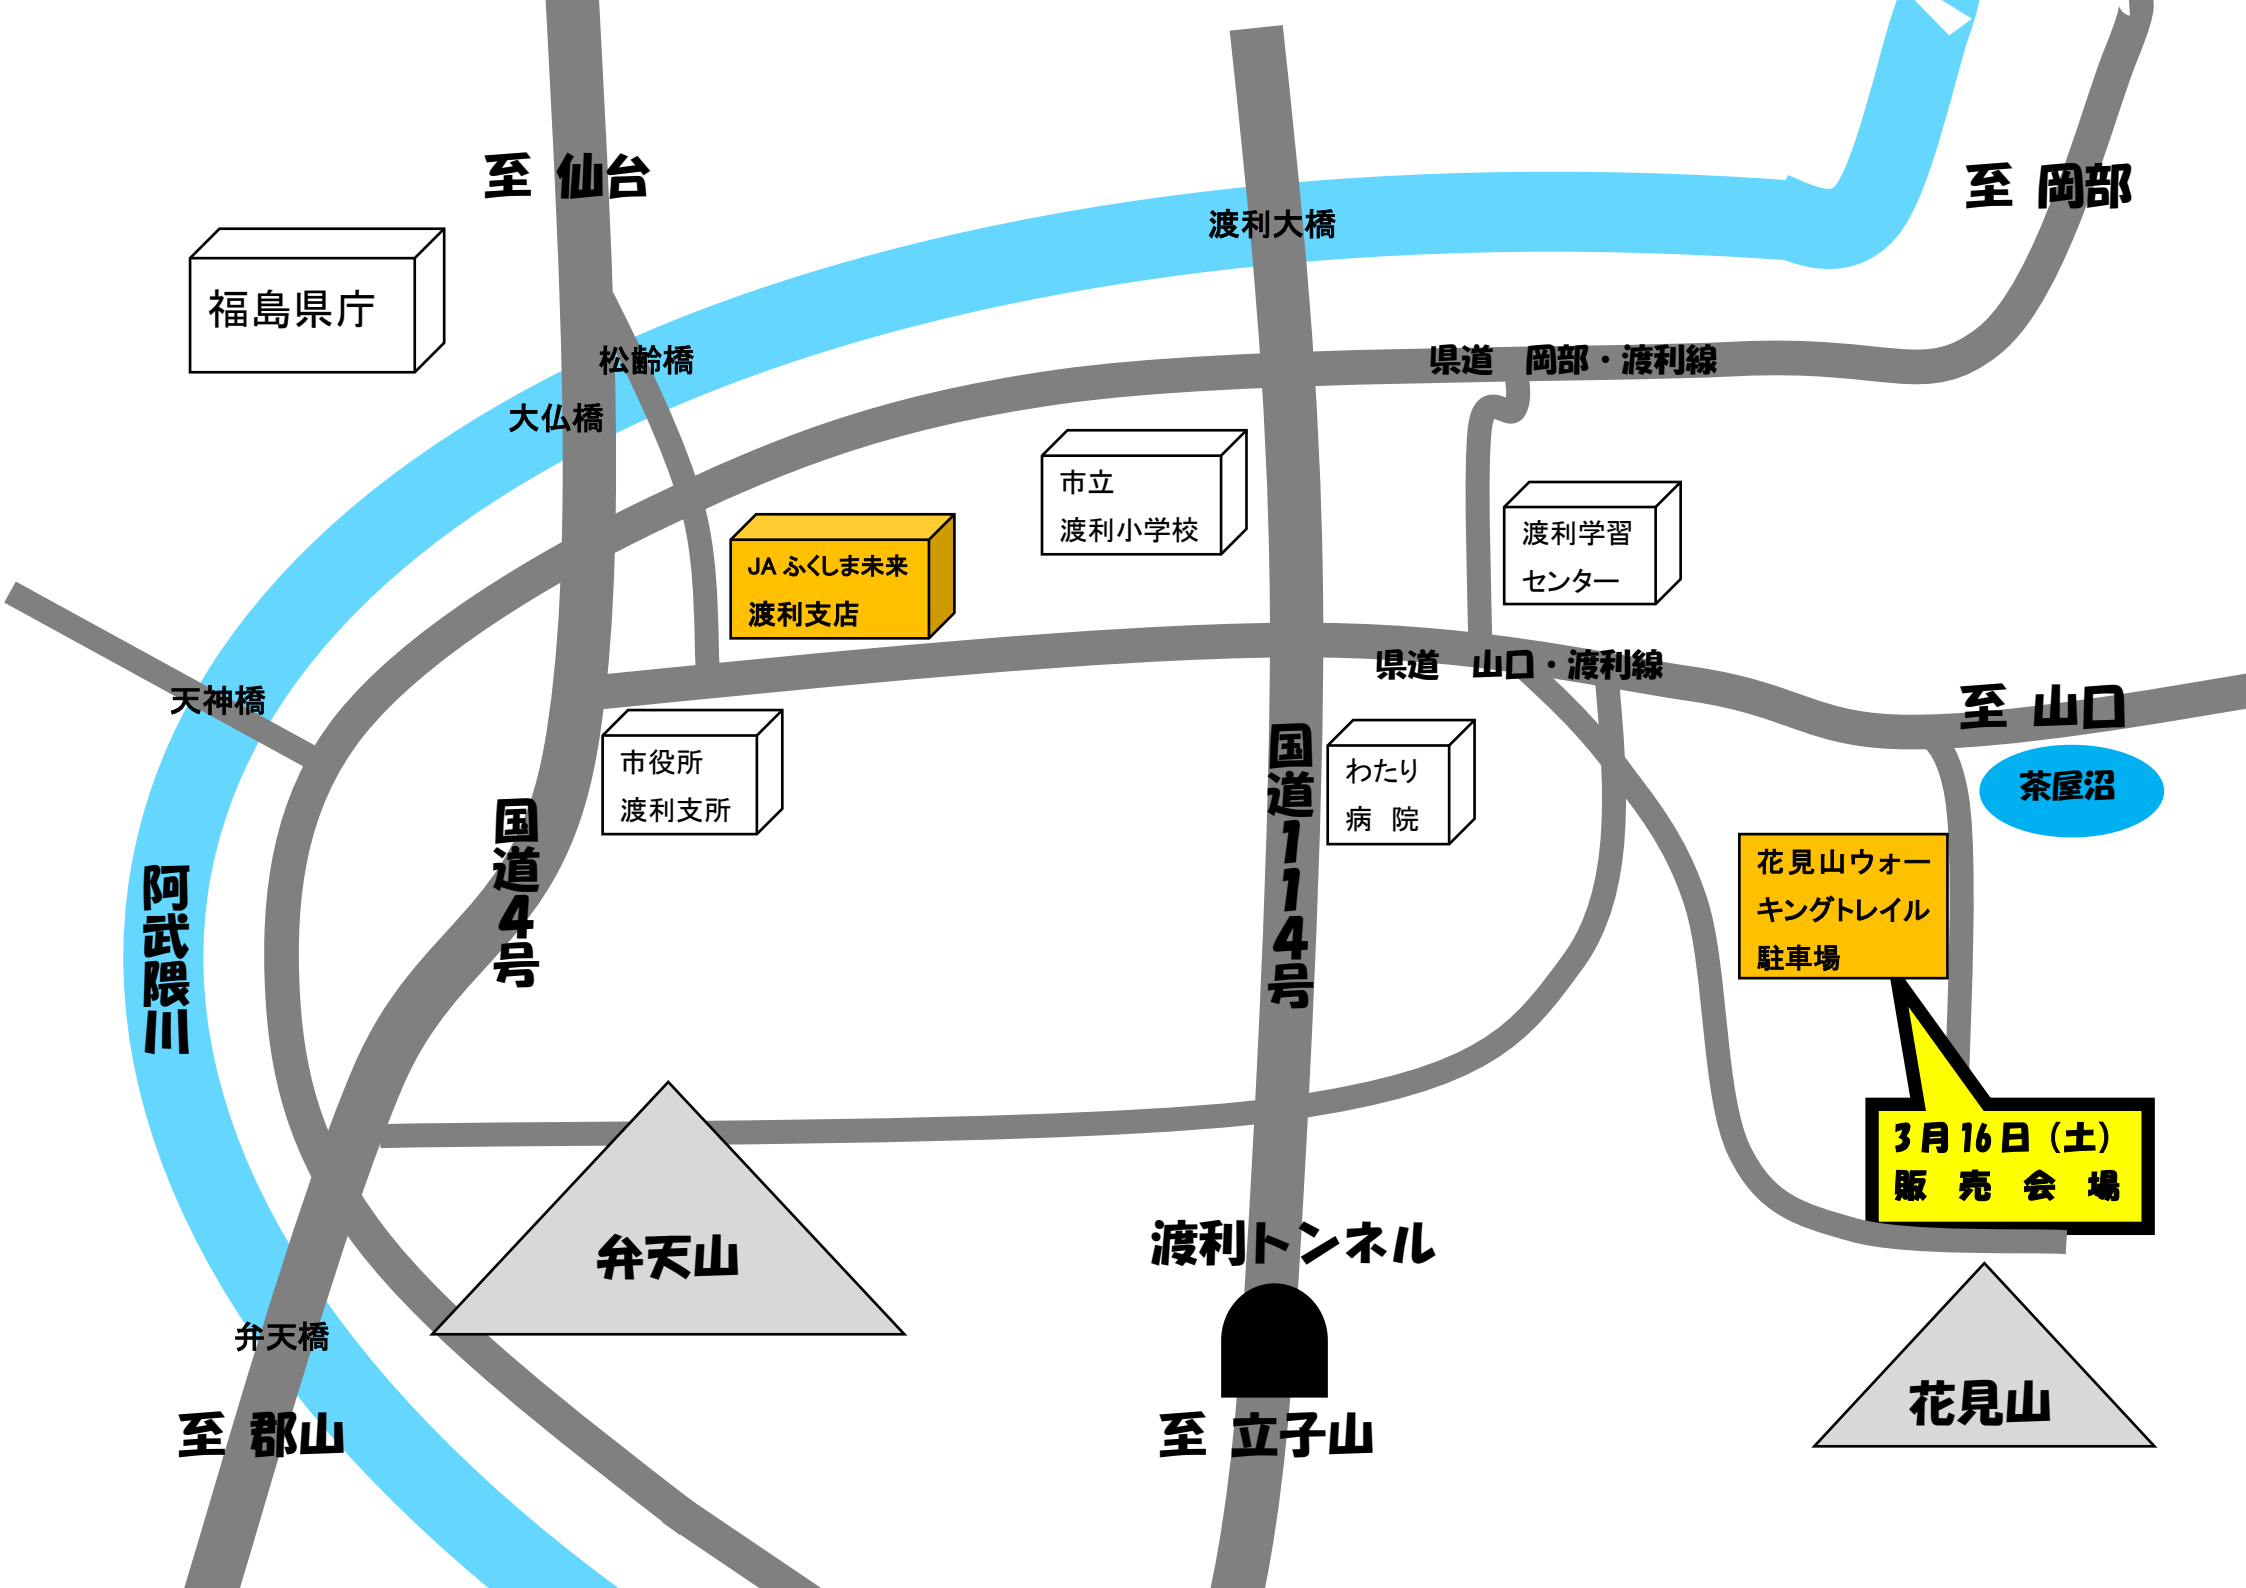 至 仙台
至 岡部
渡利大橋
福島県庁
松齢橋
県道　岡部・渡利線
大仏橋
市立
渡利小学校
渡利学習
センター
JA ふくしま未来
渡利支店
天神橋
県道　山口・渡利線
至 山口
市役所
渡利支所
国道114号
わたり
病　院
茶屋沼
国道4号
花見山ウォー
キングトレイル
駐車場
阿武隈川
3月16日（土）
販　売　会　場
弁天山
渡利トンネル
弁天橋
花見山
至 郡山
至 立子山